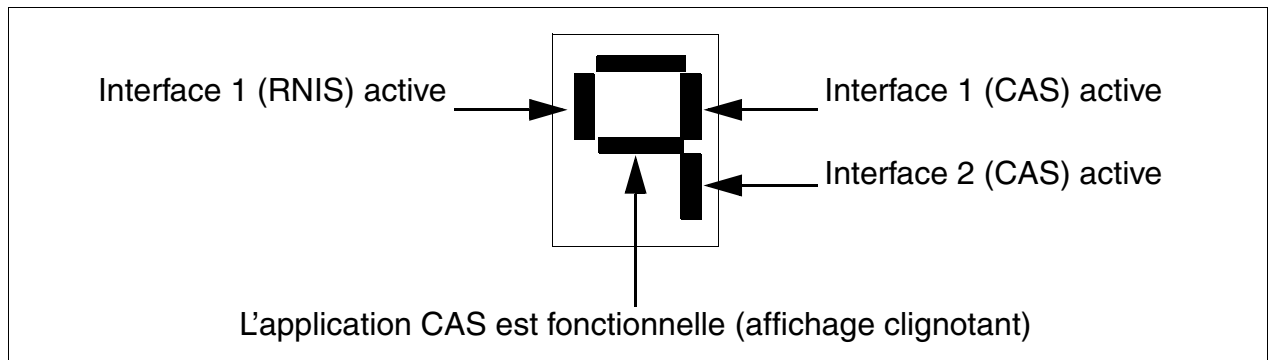 Interface 1 (RNIS) active
Interface 1 (CAS) active
Interface 2 (CAS) active
L'application CAS est fonctionnelle (affichage clignotant)